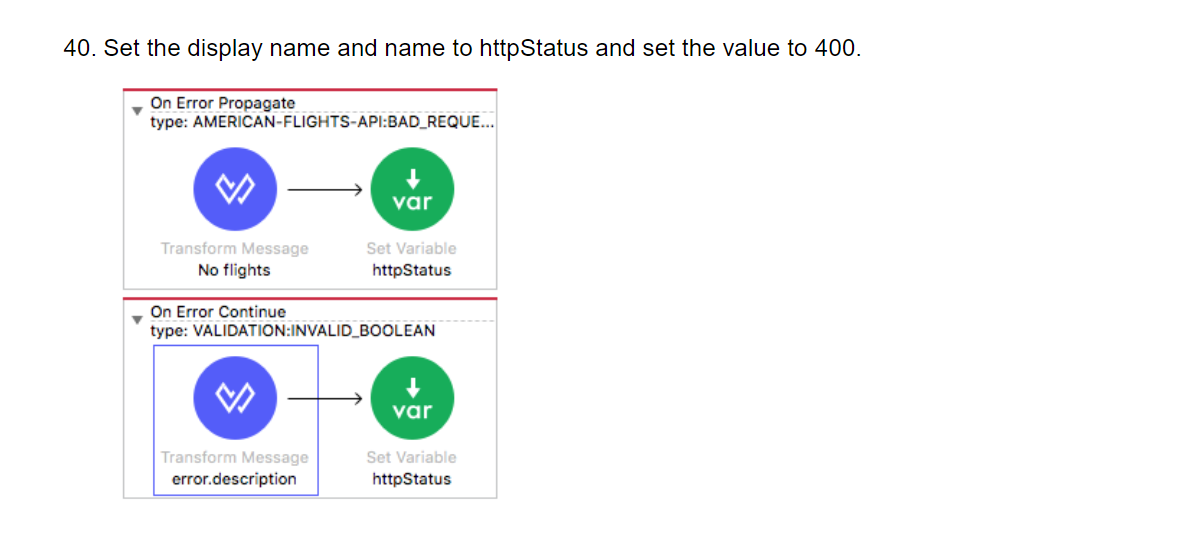 40. Set the display name and name to httpStatus and set the value to 400.
On Error Propagate
type: AMERICAN-FLIGHTS-API:BAD_REQUE...
var
Transform Message
Set Variable
No flights
httpStatus
On Error Continue
type: VALIDATION:INVALID_BOOLEAN
var
Transform Message
Set Variable
error.description
httpStatus